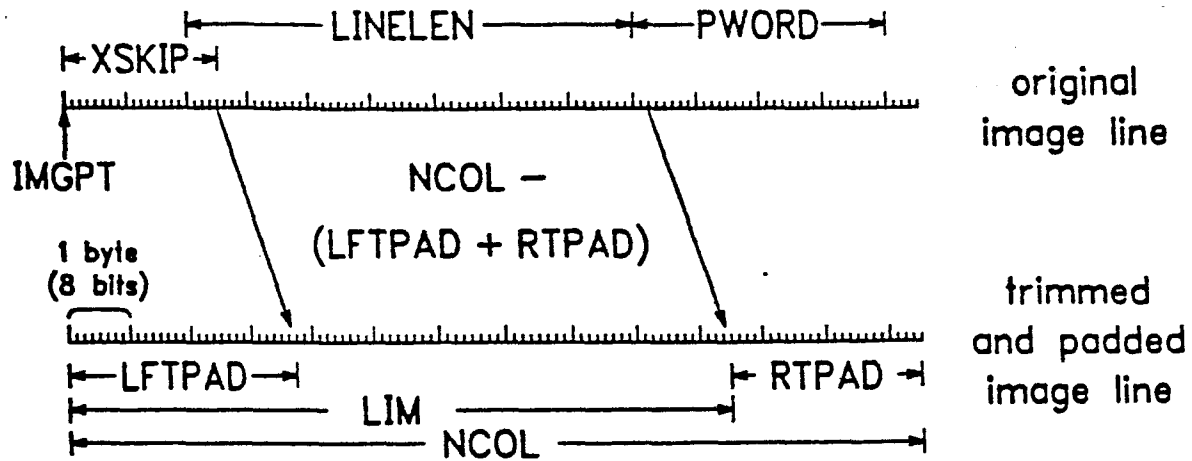 LINELEN PWORD
XSKIP
original
image line
IMGPT
NCOL –
(LFTPAD + RTPAD)
1 byte
(8 bits)
trimmed
and padded
image line
LFTPAD RTPAD
LIM
NCOL